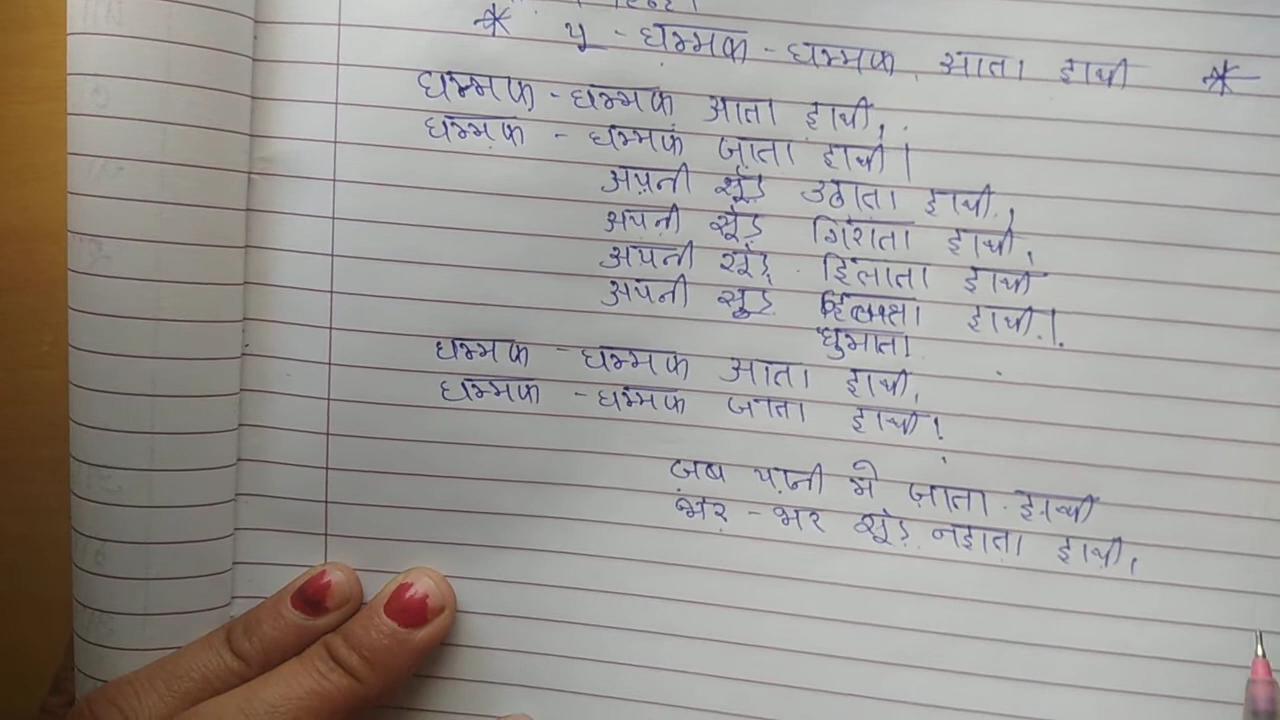 * यू - धम्मक - धम्मक आता हाथी *
धम्मक - धम्मक आता हाथी,
धम्मक - धम्मक जाता हाथी।
अपनी सूँड़ उठाता हाथी,
अपनी सूँड़ गिराता हाथी,
अपनी सूँड़ हिलाता हाथी
अपनी सूड़ हाथी।
घुमाता
धम्मक - धम्मक आता हाथी,
धम्मक - धम्मक जाता हाथी।
जब पानी में जाता हाथी
भर - भर सूंड़ नहाता हाथी,